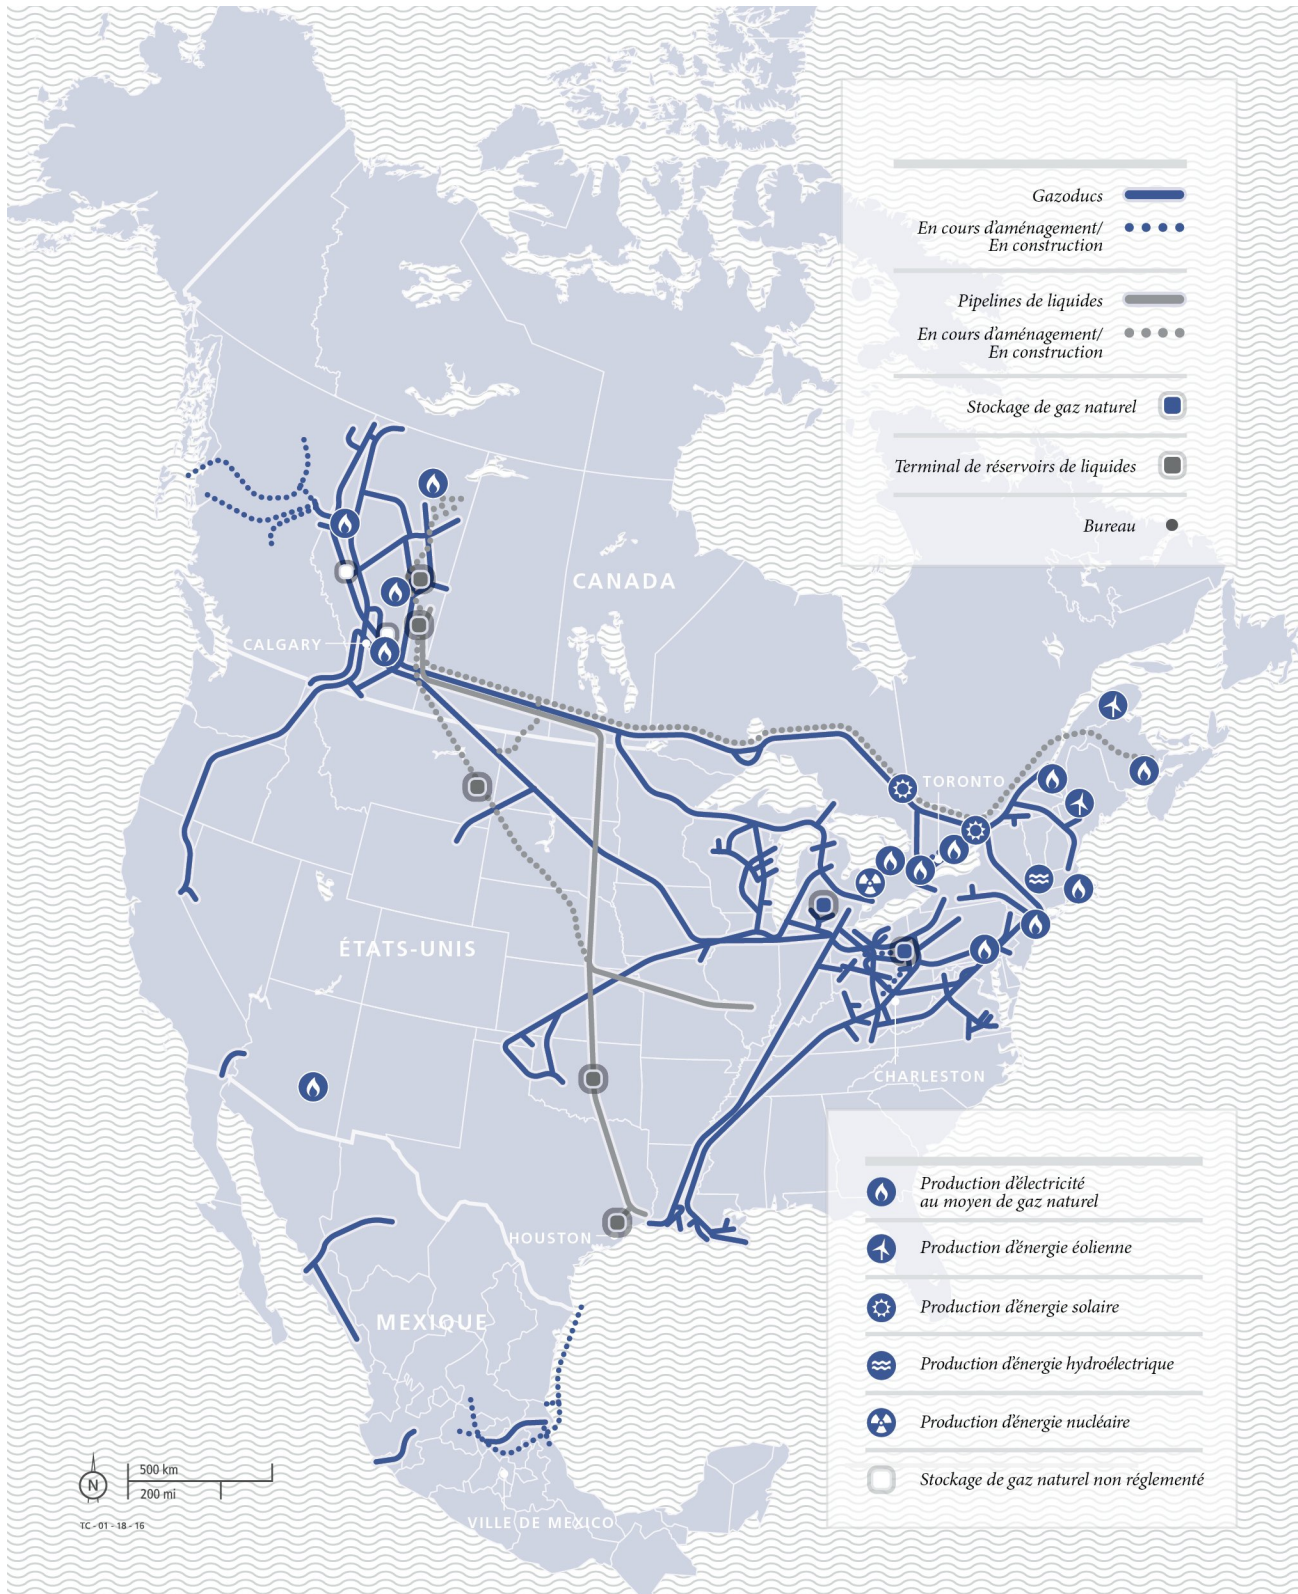 Gazoducs
En cours d'aménagement/
En construction
Pipelines de liquides
En cours d'aménagement/
En construction
Stockage de gaz naturel
Terminal de réservoirs de liquides
Bureau
CANADA
CALGARY
TORONTO
ÉTATS-UNIS
CHARLESTON
HOUSTON
MEXIQUE
VILLE DE MEXICO
Production d'électricité
au moyen de gaz naturel
Production d'énergie éolienne
Production d'énergie solaire
Production d'énergie hydroélectrique
Production d'énergie nucléaire
Stockage de gaz naturel non réglementé
N
500 km
200 mi
TC - 01 - 18 - 16